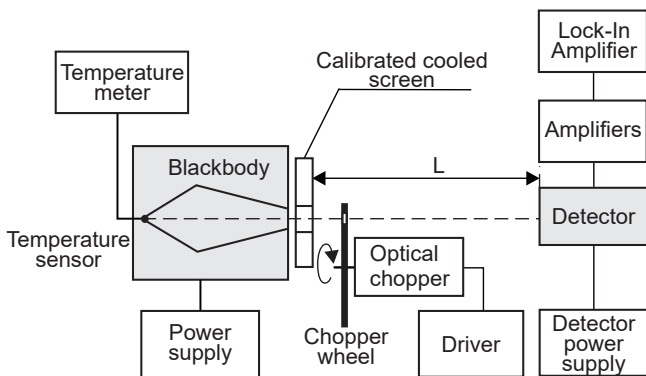 Lock-In
Amplifier
Temperature
meter
Calibrated cooled
screen
Amplifiers
Blackbody
L
Detector
Temperature
sensor
Optical
chopper
Power
supply
Chopper
wheel
Driver
Detector
power
supply